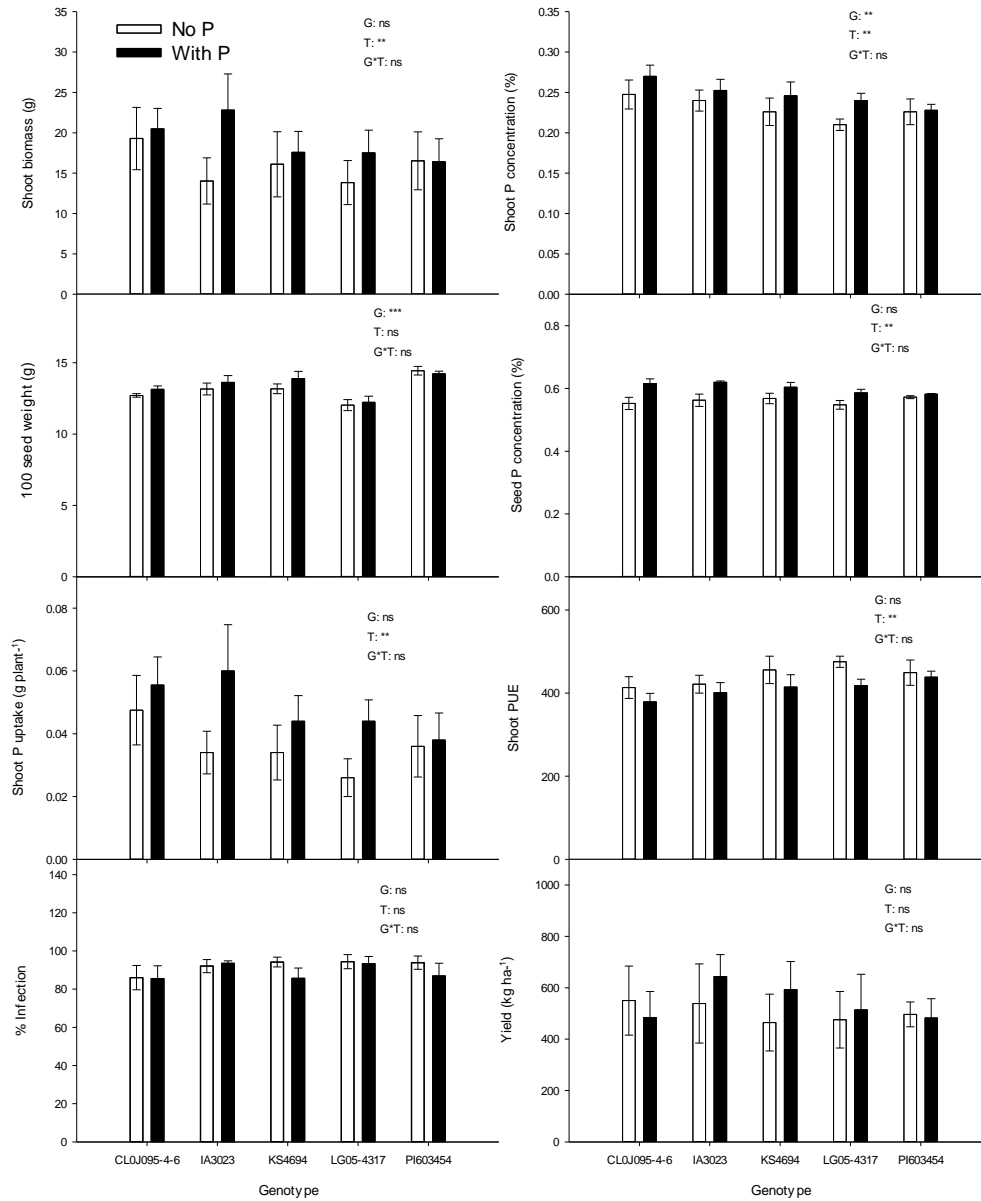 35
30
25
20
15
10
5
0
Shoot biomass (g)
No P
With P
G: ns
T: **
G*T: ns
0.35
0.30
0.25
0.20
0.15
0.10
0.05
0.00
Shoot P concentration (%)
G: **
T: **
G*T: ns
15
10
5
0
100 seed weight (g)
G: ***
T: ns
G*T: ns
0.8
0.6
0.4
0.2
0.0
Seed P concentration (%)
G: ns
T: **
G*T: ns
0.08
0.06
0.04
0.02
0.00
Shoot P uptake (g plant-¹)
G: ns
T: **
G*T: ns
600
400
200
0
Shoot PUE
G: ns
T: **
G*T: ns
140
120
100
80
60
40
20
0
% Infection
G: ns
T: ns
G*T: ns
CL0J095-4-6 IA3023 KS4694 LG05-4317 PI603454
Genotype
1000
800
600
400
200
0
Yield (kg ha-¹)
G: ns
T: ns
G*T: ns
CL0J095-4-6 IA3023 KS4694 LG05-4317 PI603454
Genotype